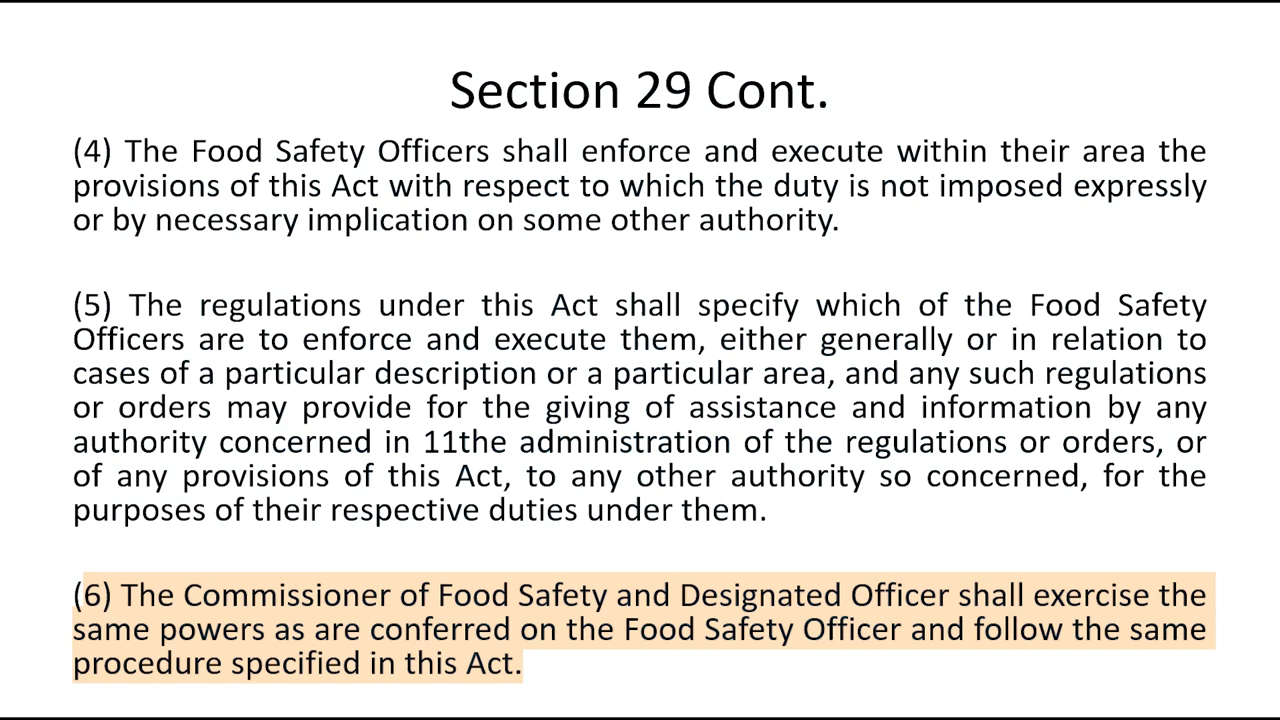 Section 29 Cont.
(4) The Food Safety Officers shall enforce and execute within their area the
provisions of this Act with respect to which the duty is not imposed expressly
or by necessary implication on some other authority.
(5) The regulations under this Act shall specify which of the Food Safety
Officers are to enforce and execute them, either generally or in relation to
cases of a particular description or a particular area, and any such regulations
or orders may provide for the giving of assistance and information by any
authority concerned in 11the administration of the regulations or orders, or
of any provisions of this Act, to any other authority so concerned, for the
purposes of their respective duties under them.
(6) The Commissioner of Food Safety and Designated Officer shall exercise the
same powers as are conferred on the Food Safety Officer and follow the same
procedure specified in this Act.